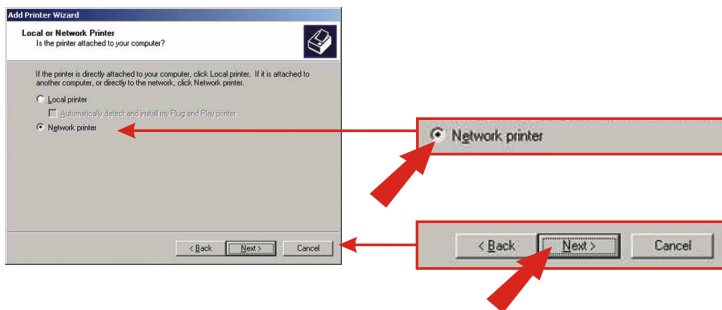 Add Printer Wizard
Local or Network Printer
Is the printer attached to your computer?
If the printer is directly attached to your computer, click Local printer. If it is attached to
another computer, or directly to the network, click Network printer.
Local printer
Automatically detect and install my Plug and Play printer
Network printer
Network printer
< Back Next > Cancel
< Back Next > Cancel